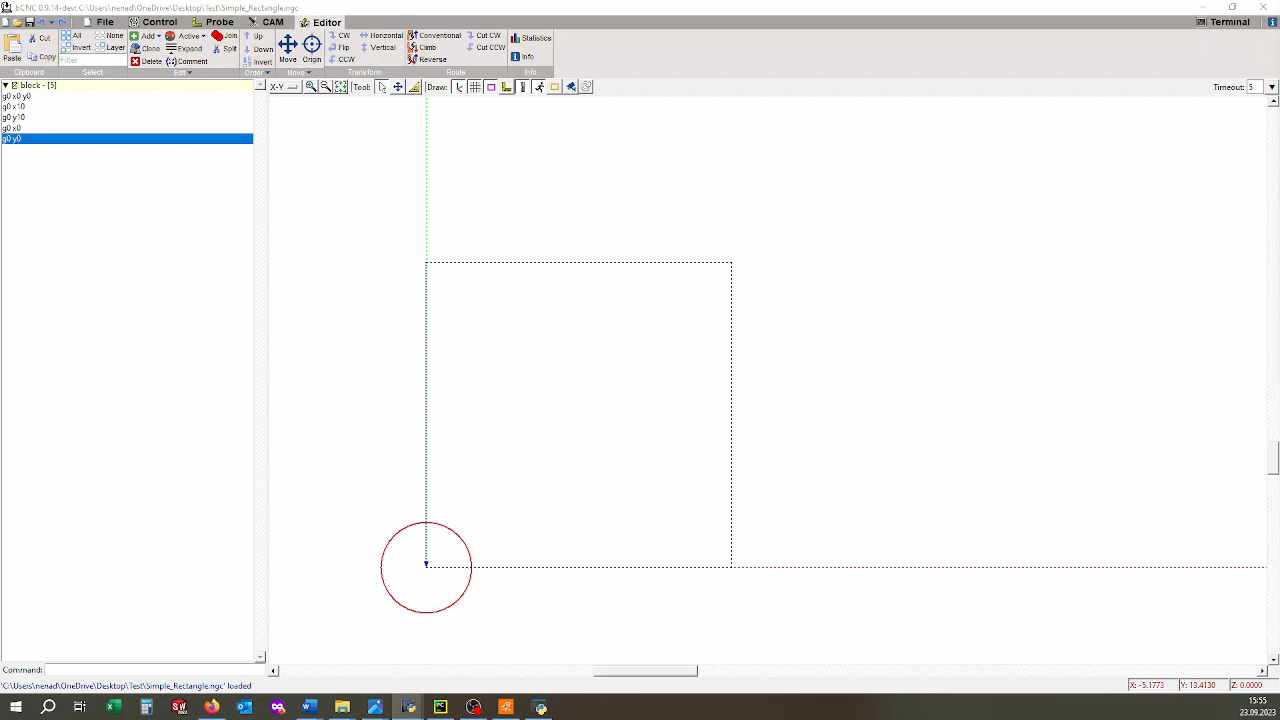 bCNC 0.9.14-dev: C:\Users\nenad\OneDrive\Desktop\Test\Simple_Rectangle.ngc
File Control Probe CAM Editor Terminal
Paste Cut Copy
Clipboard
All None
Invert Layer
Filter
Select
Add Active Join
Clone Expand Split
Delete Comment
Edit
Up
Down
Invert
Order
Move Origin
Move
CW Horizontal
Flip Vertical
CCW
Transform
Conventional Cut CW
Climb Cut CCW
Reverse
Route
Statistics
Info
Info
X-Y Tool: Draw: Timeout: 5
block - [5]
g0 x0 y0
g0 x10
g0 y10
g0 x0
g0 y0
Command:
'C:\Users\nenad\OneDrive\Desktop\Test\Simple_Rectangle.ngc' loaded
X: -5.1773 Y: 13.4130 Z: 0.0000
15:55
23.09.2023